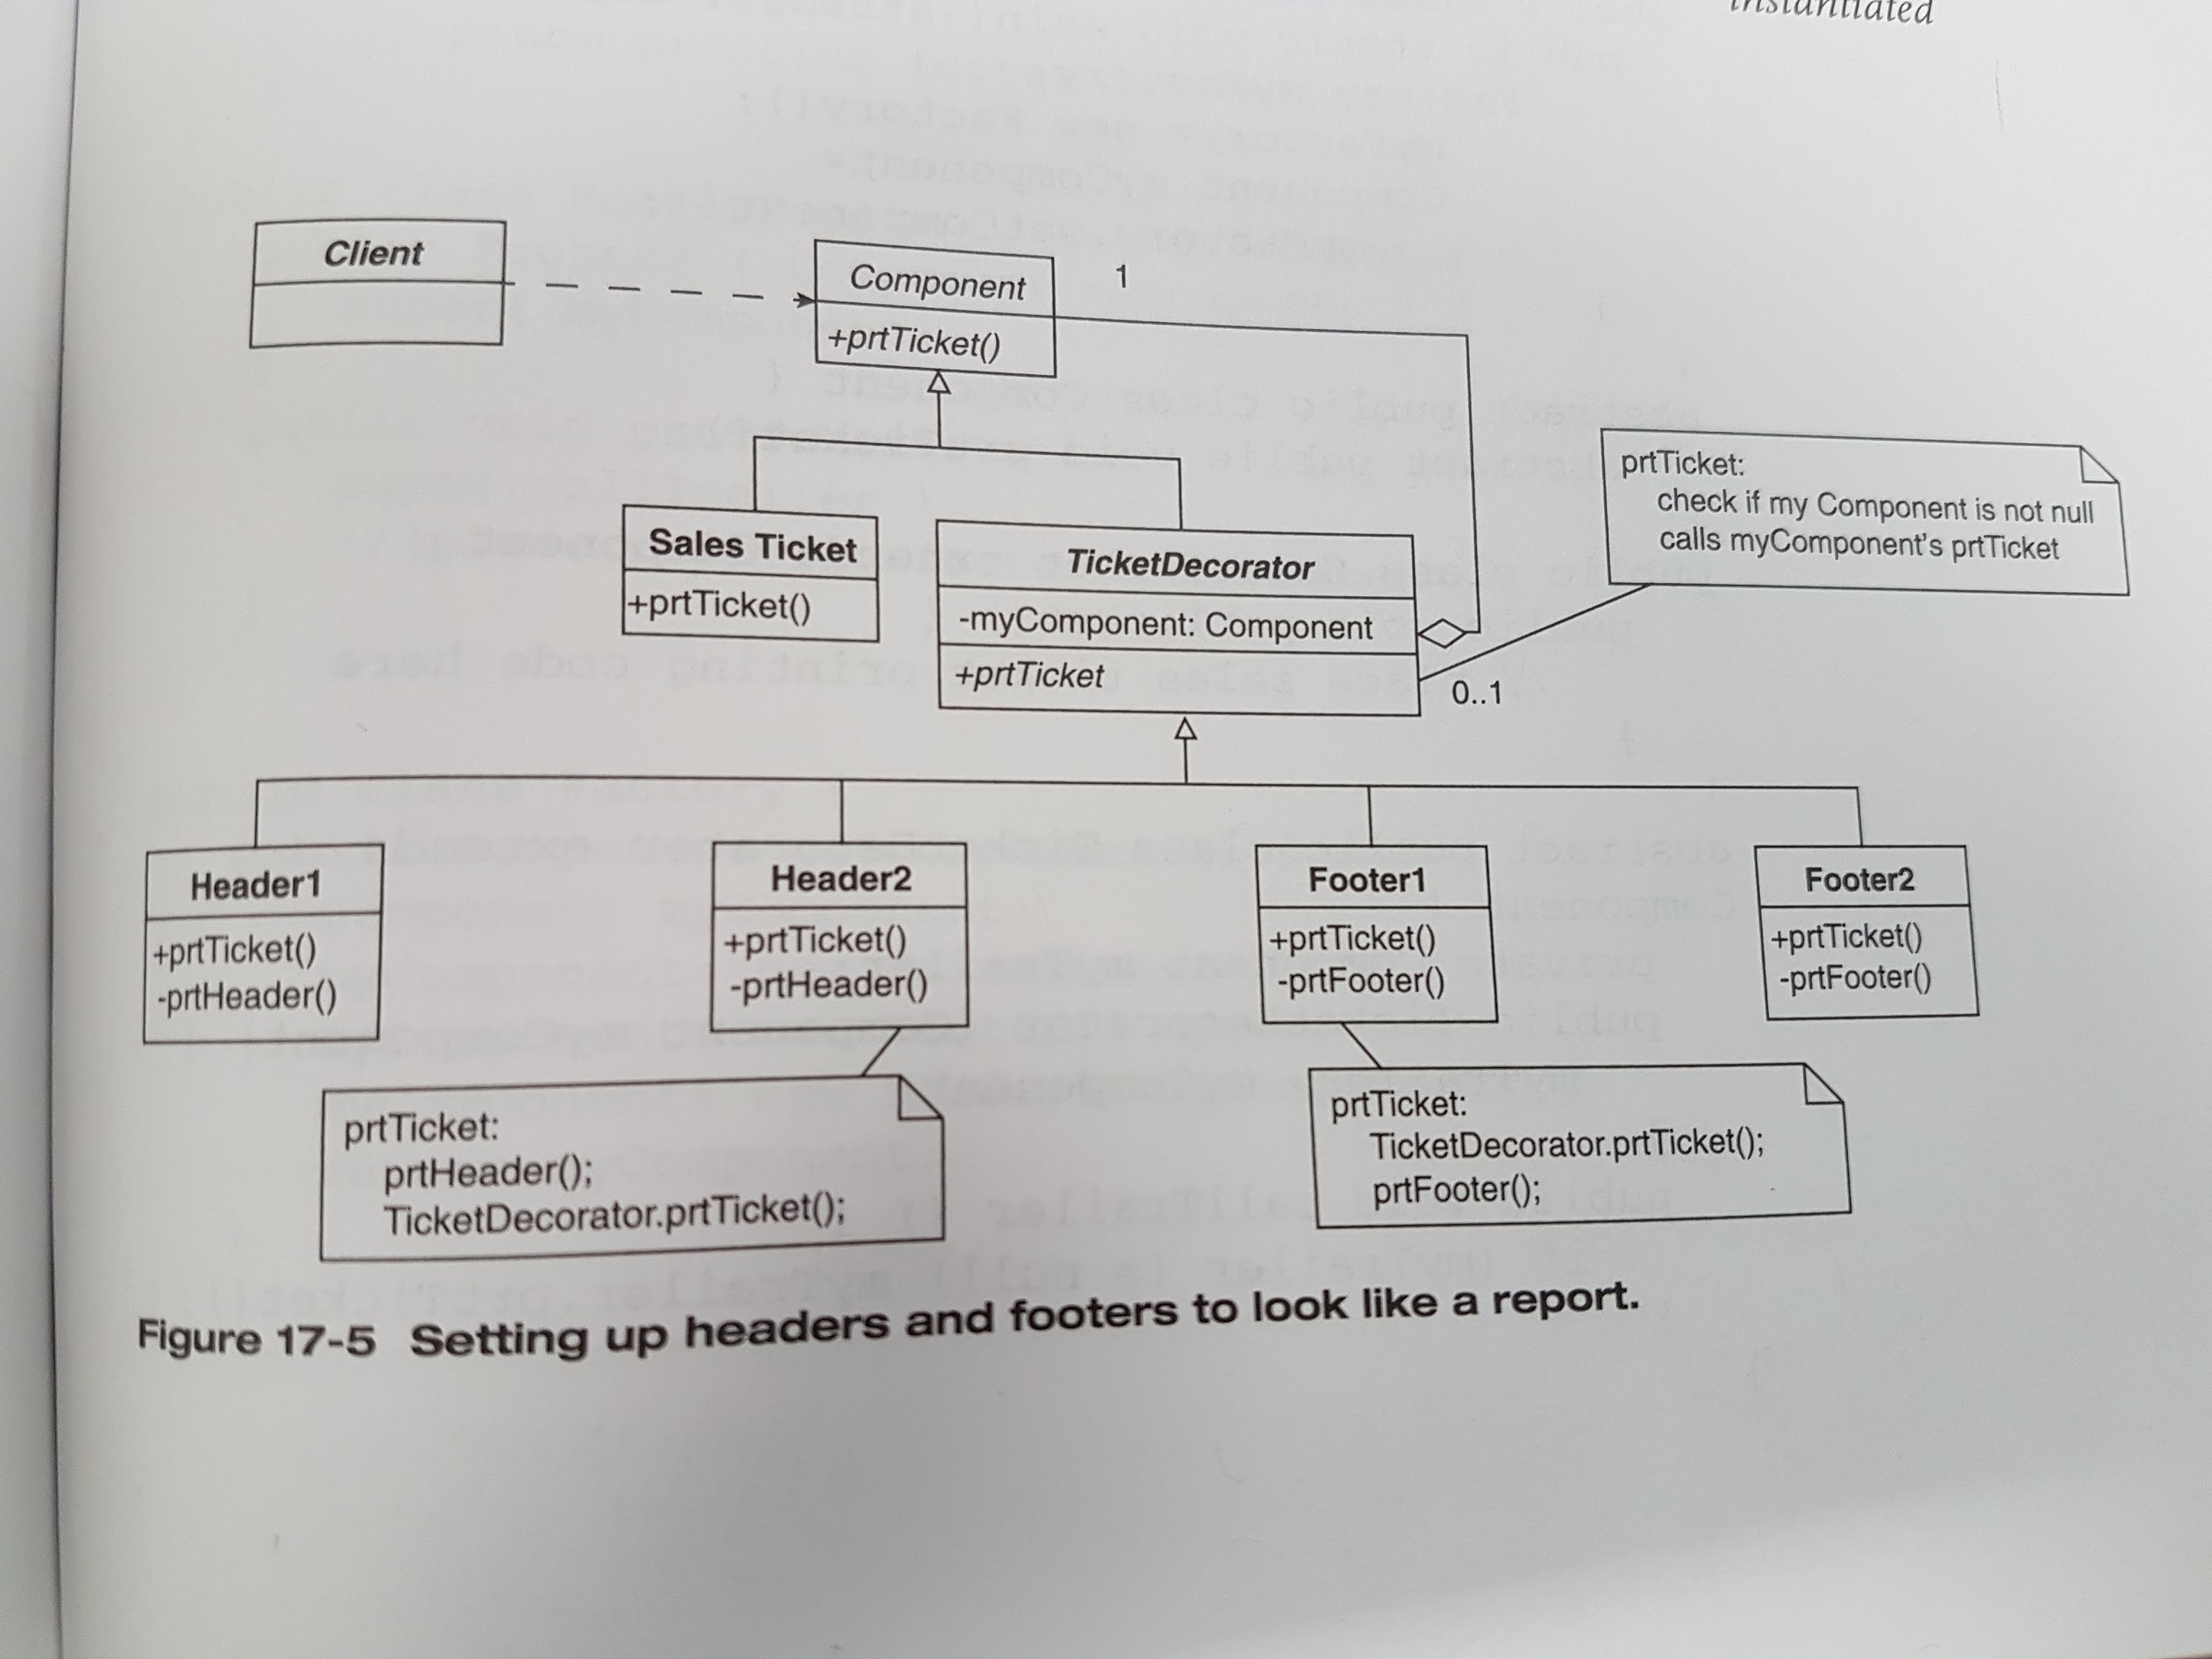 instantiated
Client
Component
1
+prtTicket()
prtTicket:
check if my Component is not null
calls myComponent's prtTicket
Sales Ticket
+prtTicket()
TicketDecorator
-myComponent: Component
+prtTicket
0..1
Header1
+prtTicket()
-prtHeader()
Header2
+prtTicket()
-prtHeader()
Footer1
+prtTicket()
-prtFooter()
Footer2
+prtTicket()
-prtFooter()
prtTicket:
prtHeader();
TicketDecorator.prtTicket();
prtTicket:
TicketDecorator.prtTicket();
prtFooter();
Figure 17-5 Setting up headers and footers to look like a report.